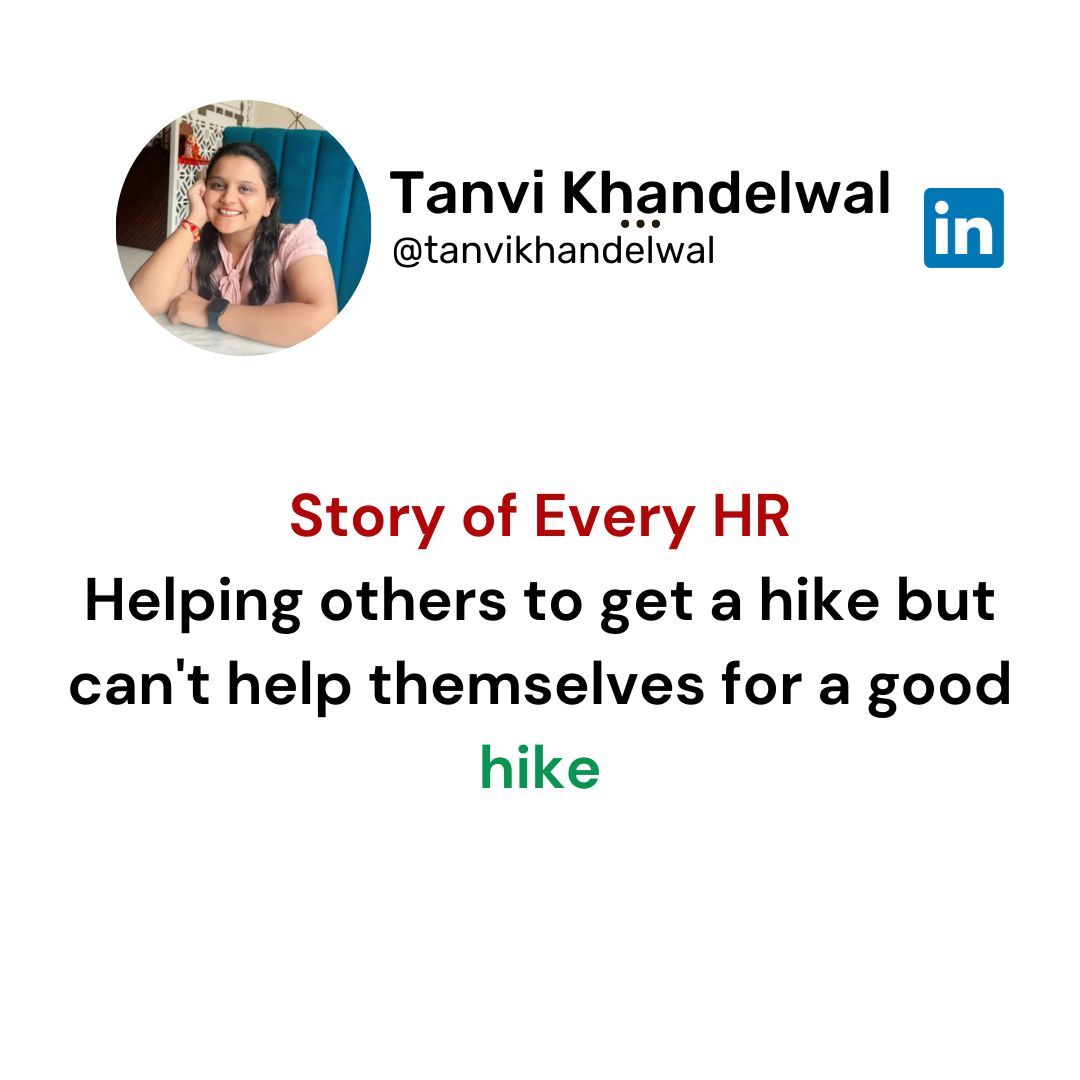 Tanvi Khandelwal
@tanvikhandelwal
in
Story of Every HR
Helping others to get a hike but
can't help themselves for a good
hike